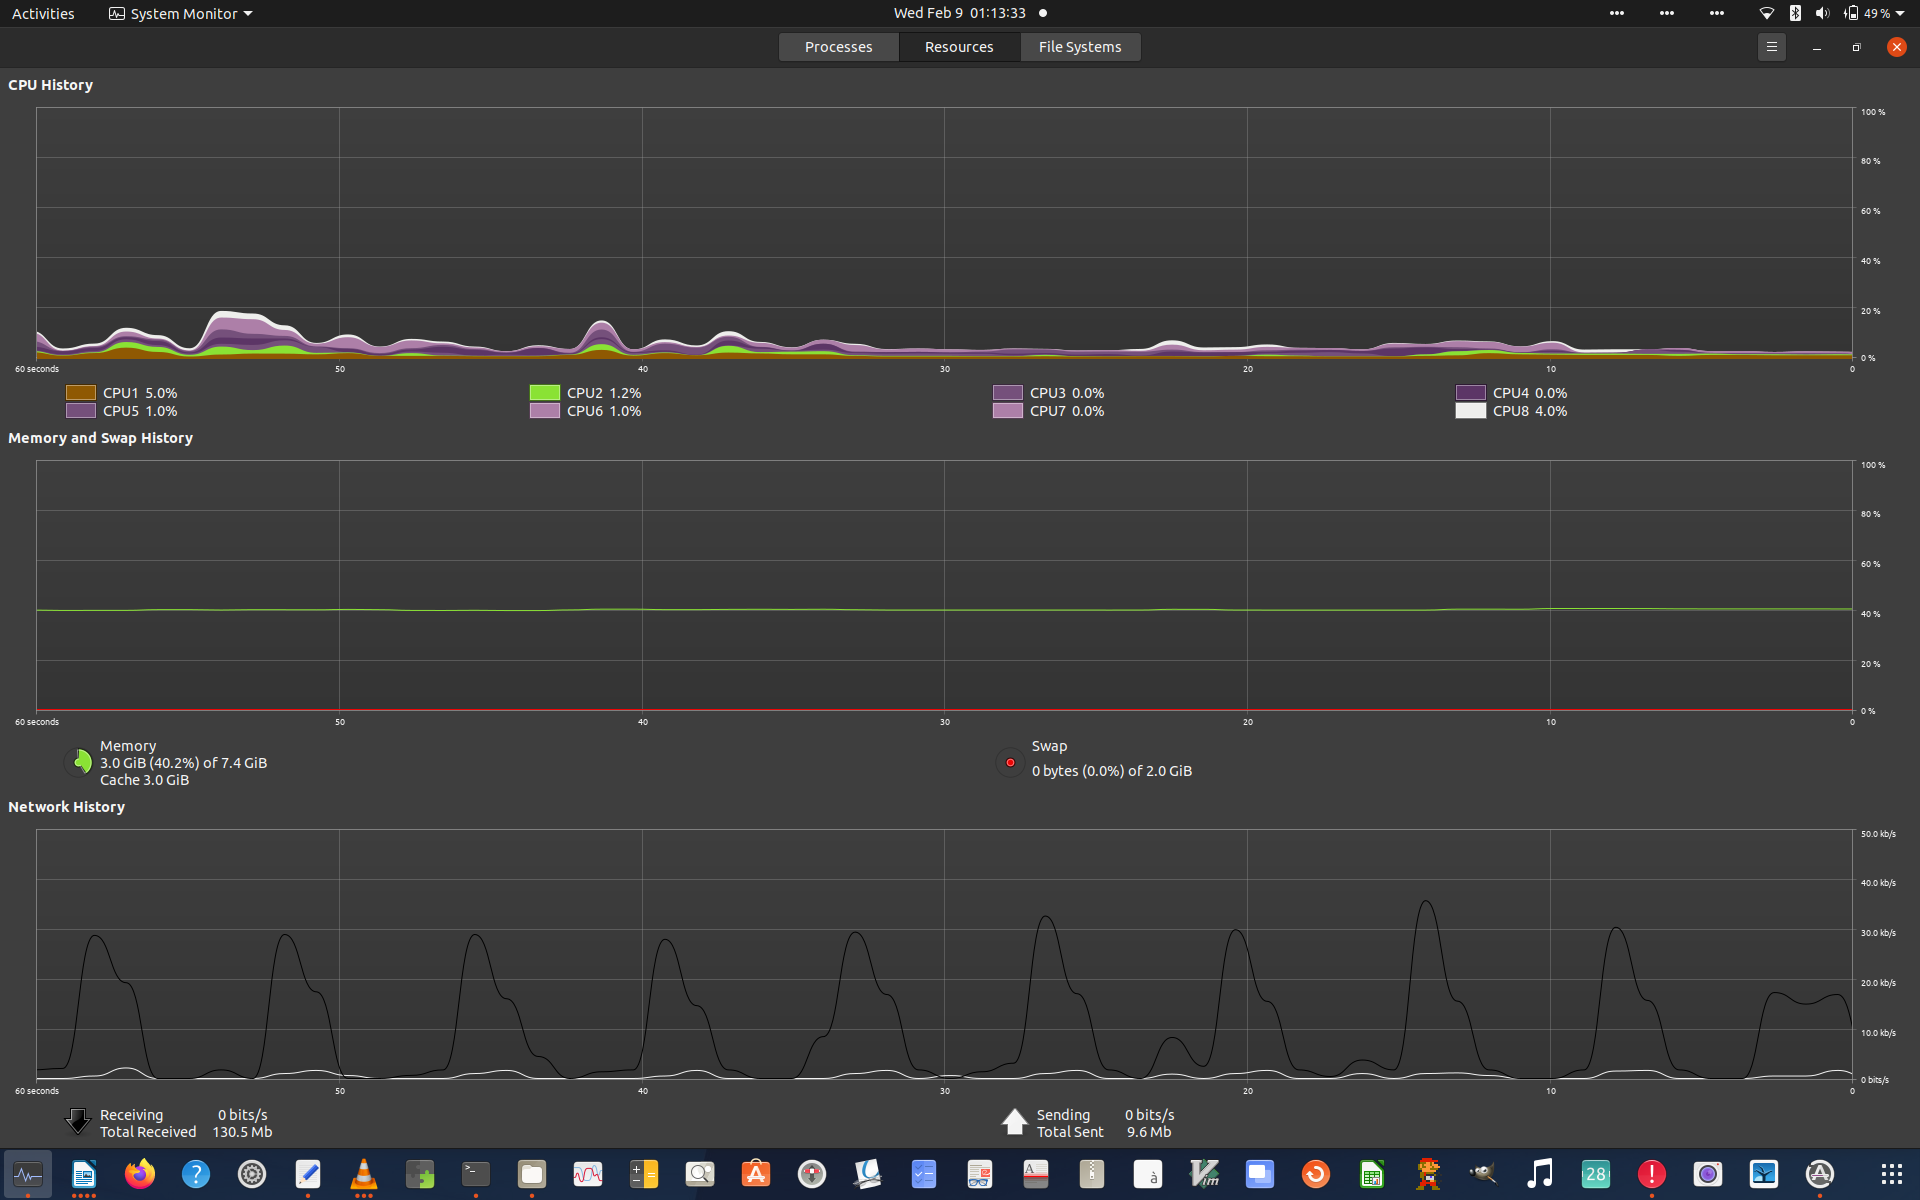 Activities System Monitor Wed Feb 9 01:13:33 49 %
Processes Resources File Systems
CPU History
100 %
80 %
60 %
40 %
20 %
0 %
60 seconds 50 40 30 20 10 0
CPU1 5.0% CPU2 1.2% CPU3 0.0% CPU4 0.0%
CPU5 1.0% CPU6 1.0% CPU7 0.0% CPU8 4.0%
Memory and Swap History
100 %
80 %
60 %
40 %
20 %
0 %
60 seconds 50 40 30 20 10 0
Memory
3.0 GiB (40.2%) of 7.4 GiB
Cache 3.0 GiB
Swap
0 bytes (0.0%) of 2.0 GiB
Network History
50.0 kb/s
40.0 kb/s
30.0 kb/s
20.0 kb/s
10.0 kb/s
0 bits/s
60 seconds 50 40 30 20 10 0
Receiving 0 bits/s
Total Received 130.5 Mb
Sending 0 bits/s
Total Sent 9.6 Mb
? >_ A à Vim 28 ! A